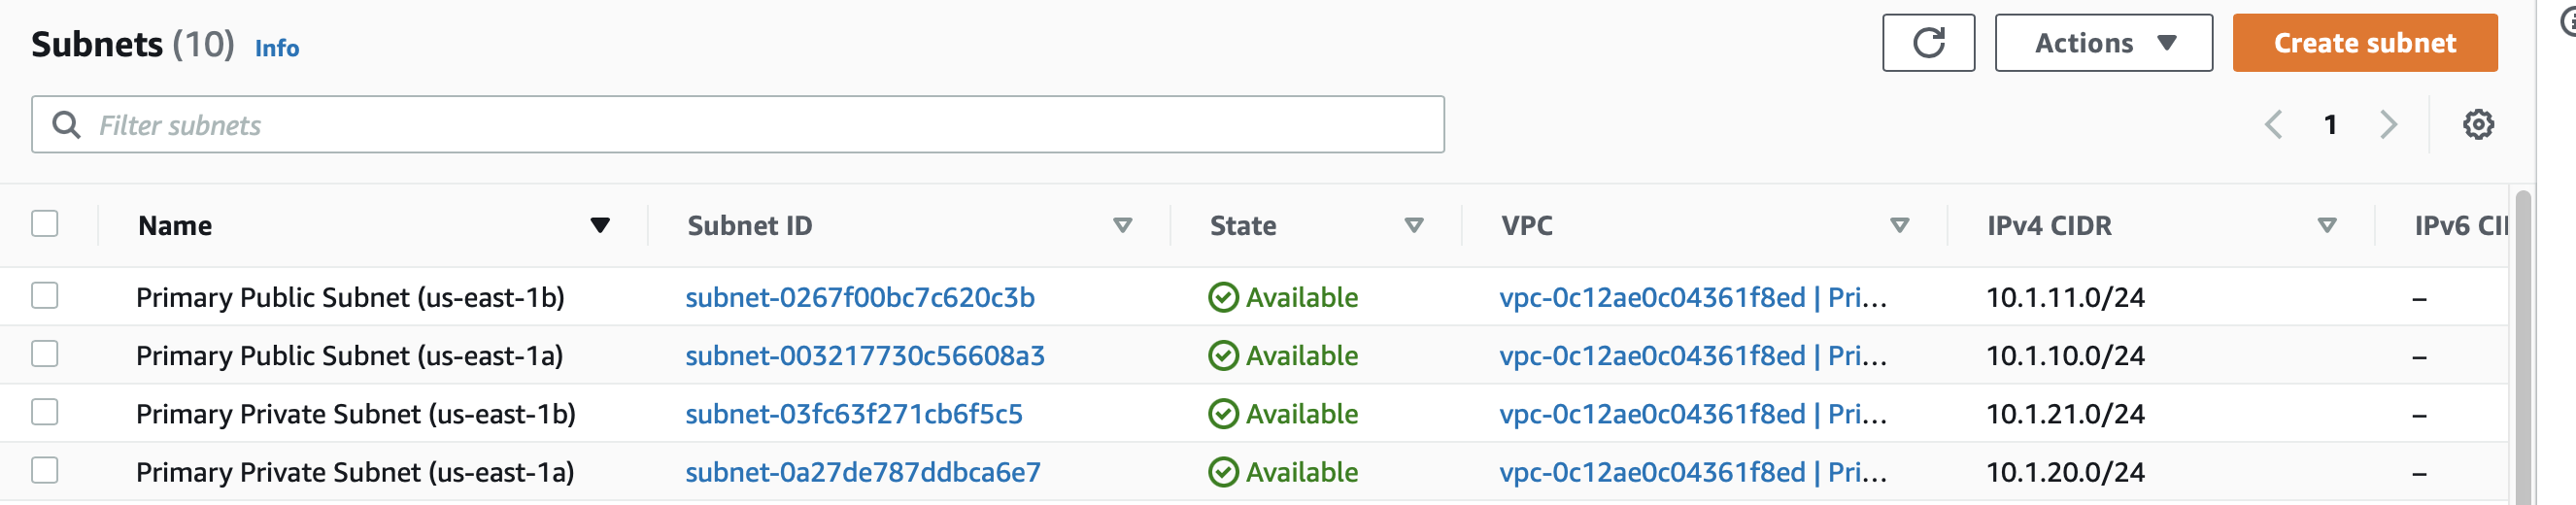 Subnets (10) Info
Actions
Create subnet
Filter subnets
1
Name Subnet ID State VPC IPv4 CIDR IPv6 CI
Primary Public Subnet (us-east-1b) subnet-0267f00bc7c620c3b Available vpc-0c12ae0c04361f8ed | Pri... 10.1.11.0/24 –
Primary Public Subnet (us-east-1a) subnet-003217730c56608a3 Available vpc-0c12ae0c04361f8ed | Pri... 10.1.10.0/24 –
Primary Private Subnet (us-east-1b) subnet-03fc63f271cb6f5c5 Available vpc-0c12ae0c04361f8ed | Pri... 10.1.21.0/24 –
Primary Private Subnet (us-east-1a) subnet-0a27de787ddbca6e7 Available vpc-0c12ae0c04361f8ed | Pri... 10.1.20.0/24 –